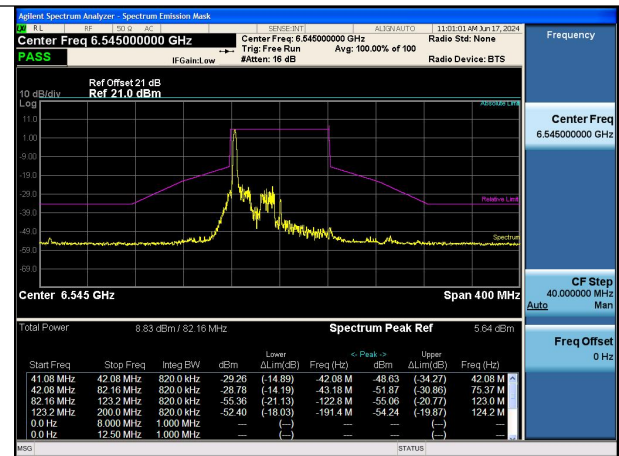 Agilent Spectrum Analyzer - Spectrum Emission Mask
RL RF 50 Ω AC SENSE:INT ALIGN AUTO 11:01:01 AM Jun 17, 2024
Center Freq 6.545000000 GHz
Center Freq: 6.545000000 GHz
Radio Std: None
Trig: Free Run Avg: 100.00% of 100
PASS
IFGain:Low
#Atten: 16 dB
Radio Device: BTS
Frequency
Ref Offset 21 dB
10 dB/div Ref 21.0 dBm
Log
Absolute Limit
11.0
1.00
-9.00
-19.0
-29.0
Relative Limit
-39.0
-49.0
Spectrum
-59.0
-69.0
Center 6.545 GHz
Span 400 MHz
Center Freq
6.545000000 GHz
CF Step
40.000000 MHz
Auto Man
Freq Offset
0 Hz
Total Power 8.83 dBm / 82.16 MHz Spectrum Peak Ref 5.64 dBm
Lower <- Peak -> Upper
Start Freq Stop Freq Integ BW dBm ΔLim(dB) Freq (Hz) dBm ΔLim(dB) Freq (Hz)
41.08 MHz 42.08 MHz 820.0 kHz -29.26 (-14.89) -42.08 M -48.63 (-34.27) 42.08 M
42.08 MHz 82.16 MHz 820.0 kHz -28.78 (-14.19) -43.18 M -51.87 (-30.86) 75.37 M
82.16 MHz 123.2 MHz 820.0 kHz -55.36 (-21.13) -122.8 M -55.06 (-20.77) 123.0 M
123.2 MHz 200.0 MHz 820.0 kHz -52.40 (-18.03) -191.4 M -54.24 (-19.87) 124.2 M
0.0 Hz 8.000 MHz 1.000 MHz --- (---) --- --- (---) ---
0.0 Hz 12.50 MHz 1.000 MHz --- (---) --- --- (---) ---
MSG STATUS